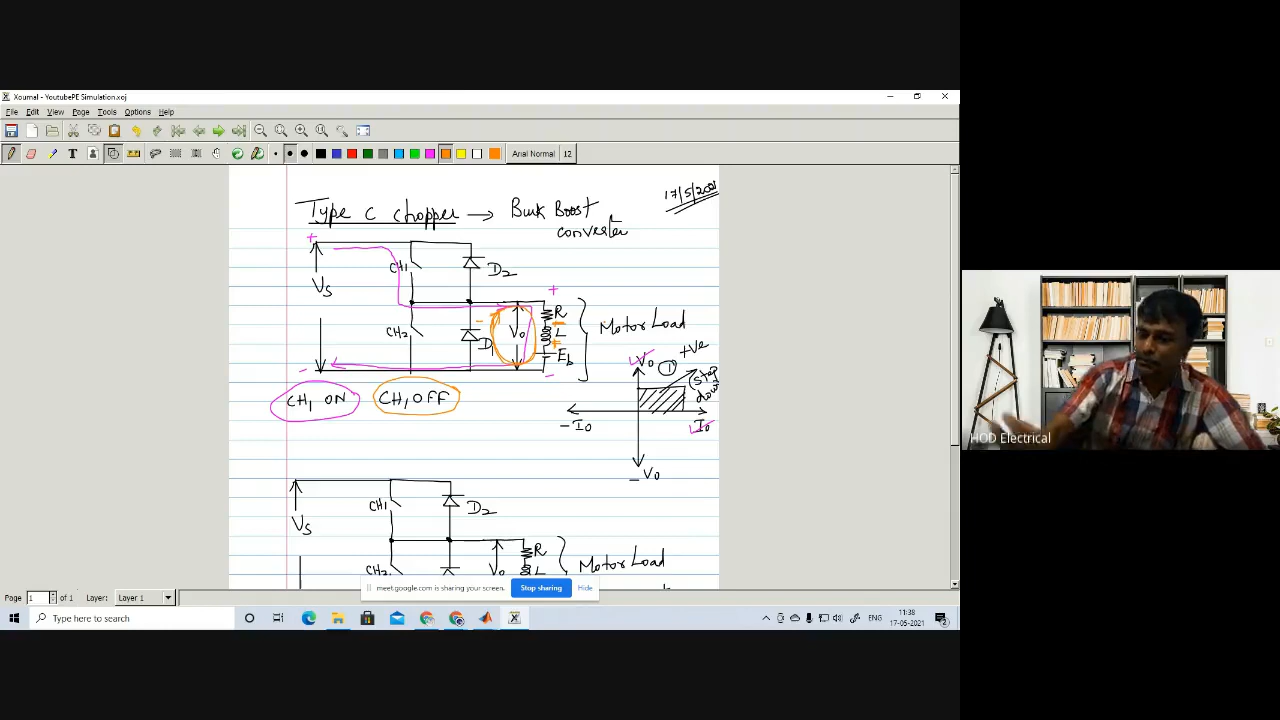 Xournal - YoutubePE Simulation.xoj
File Edit View Page Tools Options Help
Arial Normal 12
17/5/2021
Type C chopper → Buck Boost
converter
+
CH1
D2
Vs
+
R
CH2
-
Vo
-
L
Motor Load
D1
+
Eb
Vo
1
+ve
-
-
(Step
down
CH1 ON
CH1 OFF
- Io
Io
- Vo
CH1
D2
Vs
R
Motor Load
CH2
Vo
L
meet.google.com is sharing your screen.
Stop sharing
Hide
Page 1 of 1 Layer: Layer 1
Type here to search
ENG
11:38
17-05-2021
2
HOD Electrical